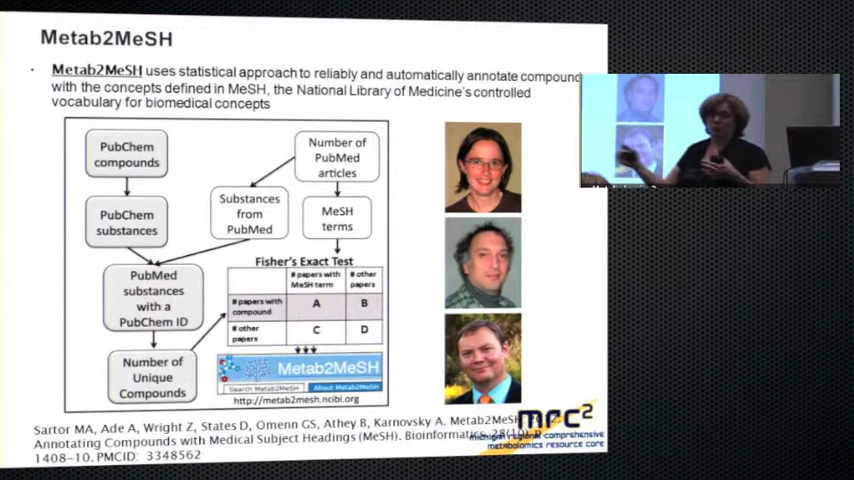 Metab2MeSH
Metab2MeSH uses statistical approach to reliably and automatically annotate compound
with the concepts defined in MeSH, the National Library of Medicine's controlled
vocabulary for biomedical concepts
PubChem
compounds
Number of
PubMed
articles
PubChem
substances
Substances
from
PubMed
MeSH
terms
PubMed
substances
with a
PubChem ID
Fisher's Exact Test
# papers with
MeSH term
# other
papers
# papers with
compound
A
B
# other
papers
C
D
Number of
Unique
Compounds
Metab2MeSH
Search Metab2MeSH
About Metab2MeSH
http://metab2mesh.ncibi.org
Sartor MA, Ade A, Wright Z, States D, Omenn GS, Athey B, Karnovsky A. Metab2MeSH:
Annotating Compounds with Medical Subject Headings (MeSH). Bioinformatics,
1408-10. PMCID: 3348562
mrc2
michigan regional comprehensive
metabolomics resource core